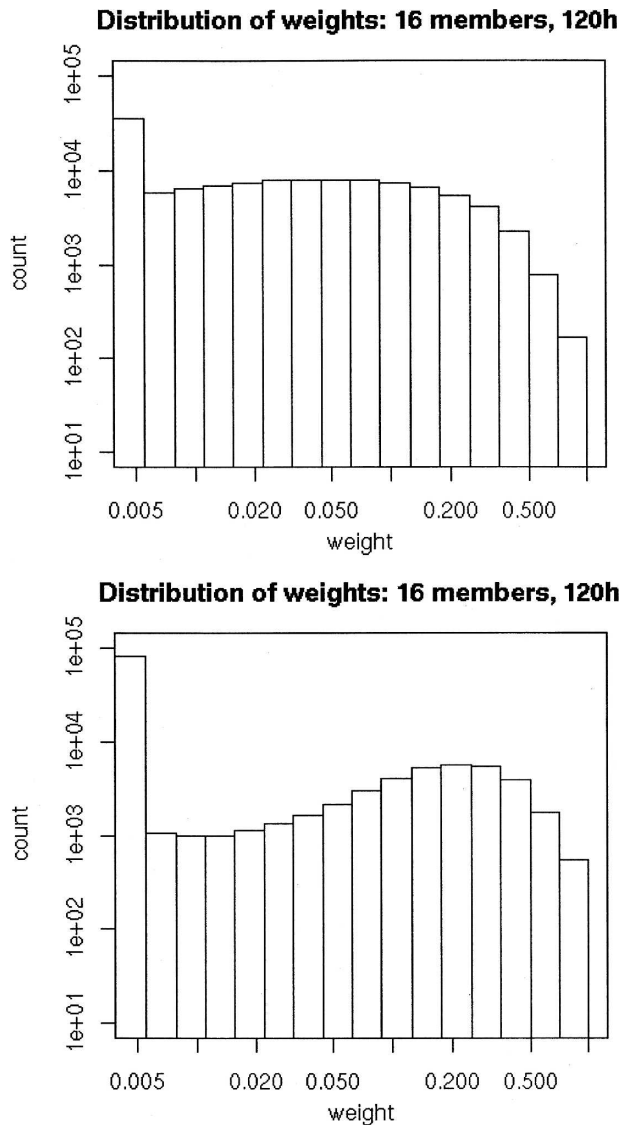 Distribution of weights: 16 members, 120h
1e+05
1e+04
1e+03
1e+02
1e+01
count
0.005 0.020 0.050 0.200 0.500
weight
Distribution of weights: 16 members, 120h
1e+05
1e+04
1e+03
1e+02
1e+01
count
0.005 0.020 0.050 0.200 0.500
weight